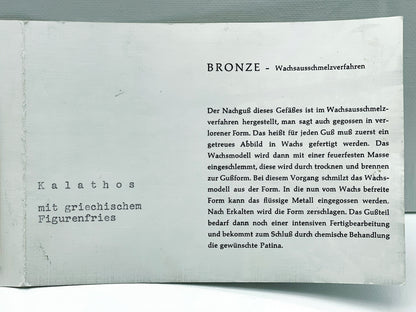 Kalathos
mit griechischem
Figurenfries
BRONZE - Wachsausschmelzverfahren
Der Nachguß dieses Gefäßes ist im Wachsausschmelz-
verfahren hergestellt, man sagt auch gegossen in ver-
lorener Form. Das heißt für jeden Guß muß zuerst ein
getreues Abbild in Wachs gefertigt werden. Das
Wachsmodell wird dann mit einer feuerfesten Masse
eingeschlemmt, diese wird durch trocknen und brennen
zur Gußform. Bei diesem Vorgang schmilzt das Wachs-
modell aus der Form. In die nun vom Wachs befreite
Form kann das flüssige Metall eingegossen werden.
Nach Erkalten wird die Form zerschlagen. Das Gußteil
bedarf dann noch einer intensiven Fertigbearbeitung
und bekommt zum Schluß durch chemische Behandlung
die gewünschte Patina.